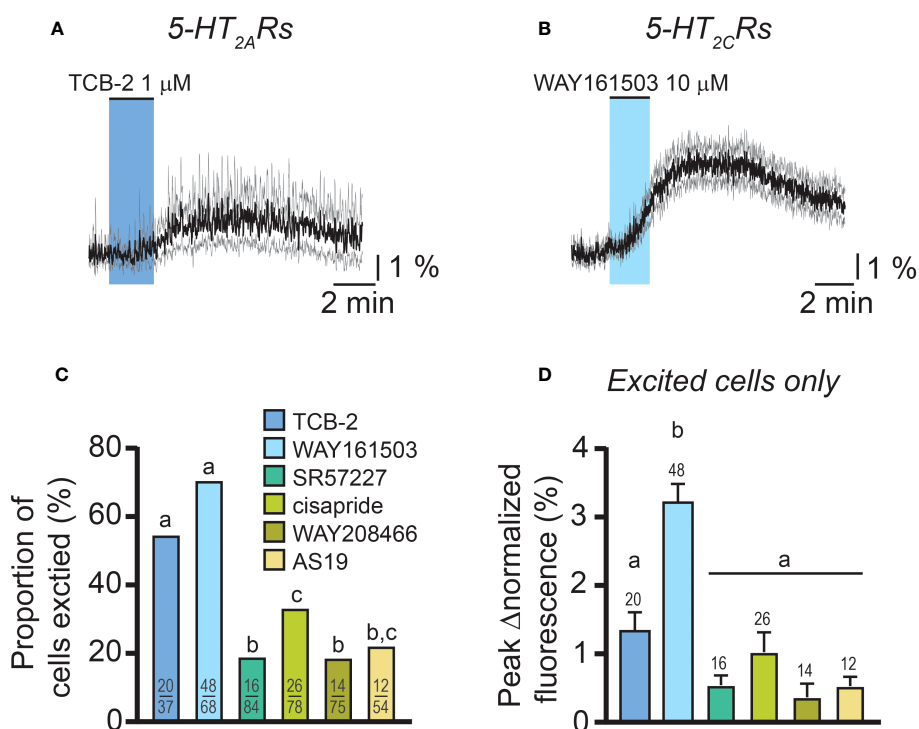 A
5-HT2ARs
TCB-2 1 μM
1 %
2 min
B
5-HT2CRs
WAY161503 10 μM
1 %
2 min
C
TCB-2
WAY161503
SR57227
cisapride
WAY208466
AS19
Proportion of
cells exctied (%)
80
60
40
20
0
a
a
b
c
b
b,c
20
37
48
68
16
84
26
78
14
75
12
54
D
Excited cells only
Peak Δnormalized
fluorescence (%)
4
3
2
1
0
a
b
a
20
48
16
26
14
12